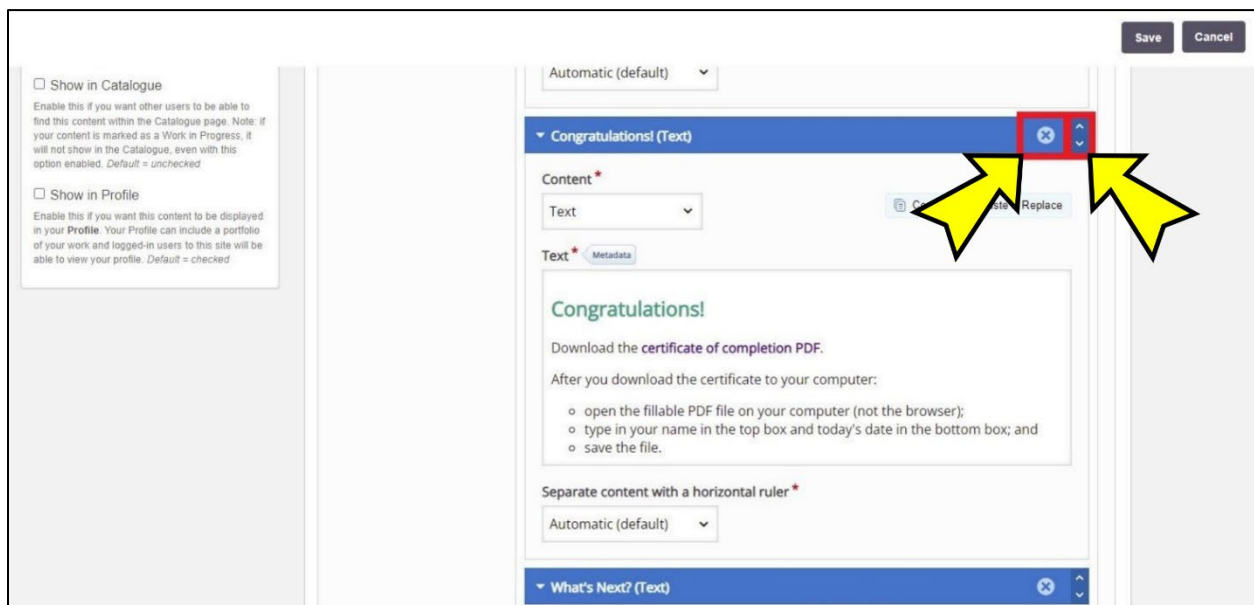 Save Cancel
Show in Catalogue
Enable this if you want other users to be able to
find this content within the Catalogue page. Note: if
your content is marked as a Work in Progress, it
will not show in the Catalogue, even with this
option enabled. Default = unchecked
Show in Profile
Enable this if you want this content to be displayed
in your Profile. Your Profile can include a portfolio
of your work and logged-in users to this site will be
able to view your profile. Default = checked
Automatic (default)
Congratulations! (Text)
Content *
Text
Replace
Text * Metadata
Congratulations!
Download the certificate of completion PDF.
After you download the certificate to your computer:
open the fillable PDF file on your computer (not the browser);
type in your name in the top box and today's date in the bottom box; and
save the file.
Separate content with a horizontal ruler *
Automatic (default)
What's Next? (Text)